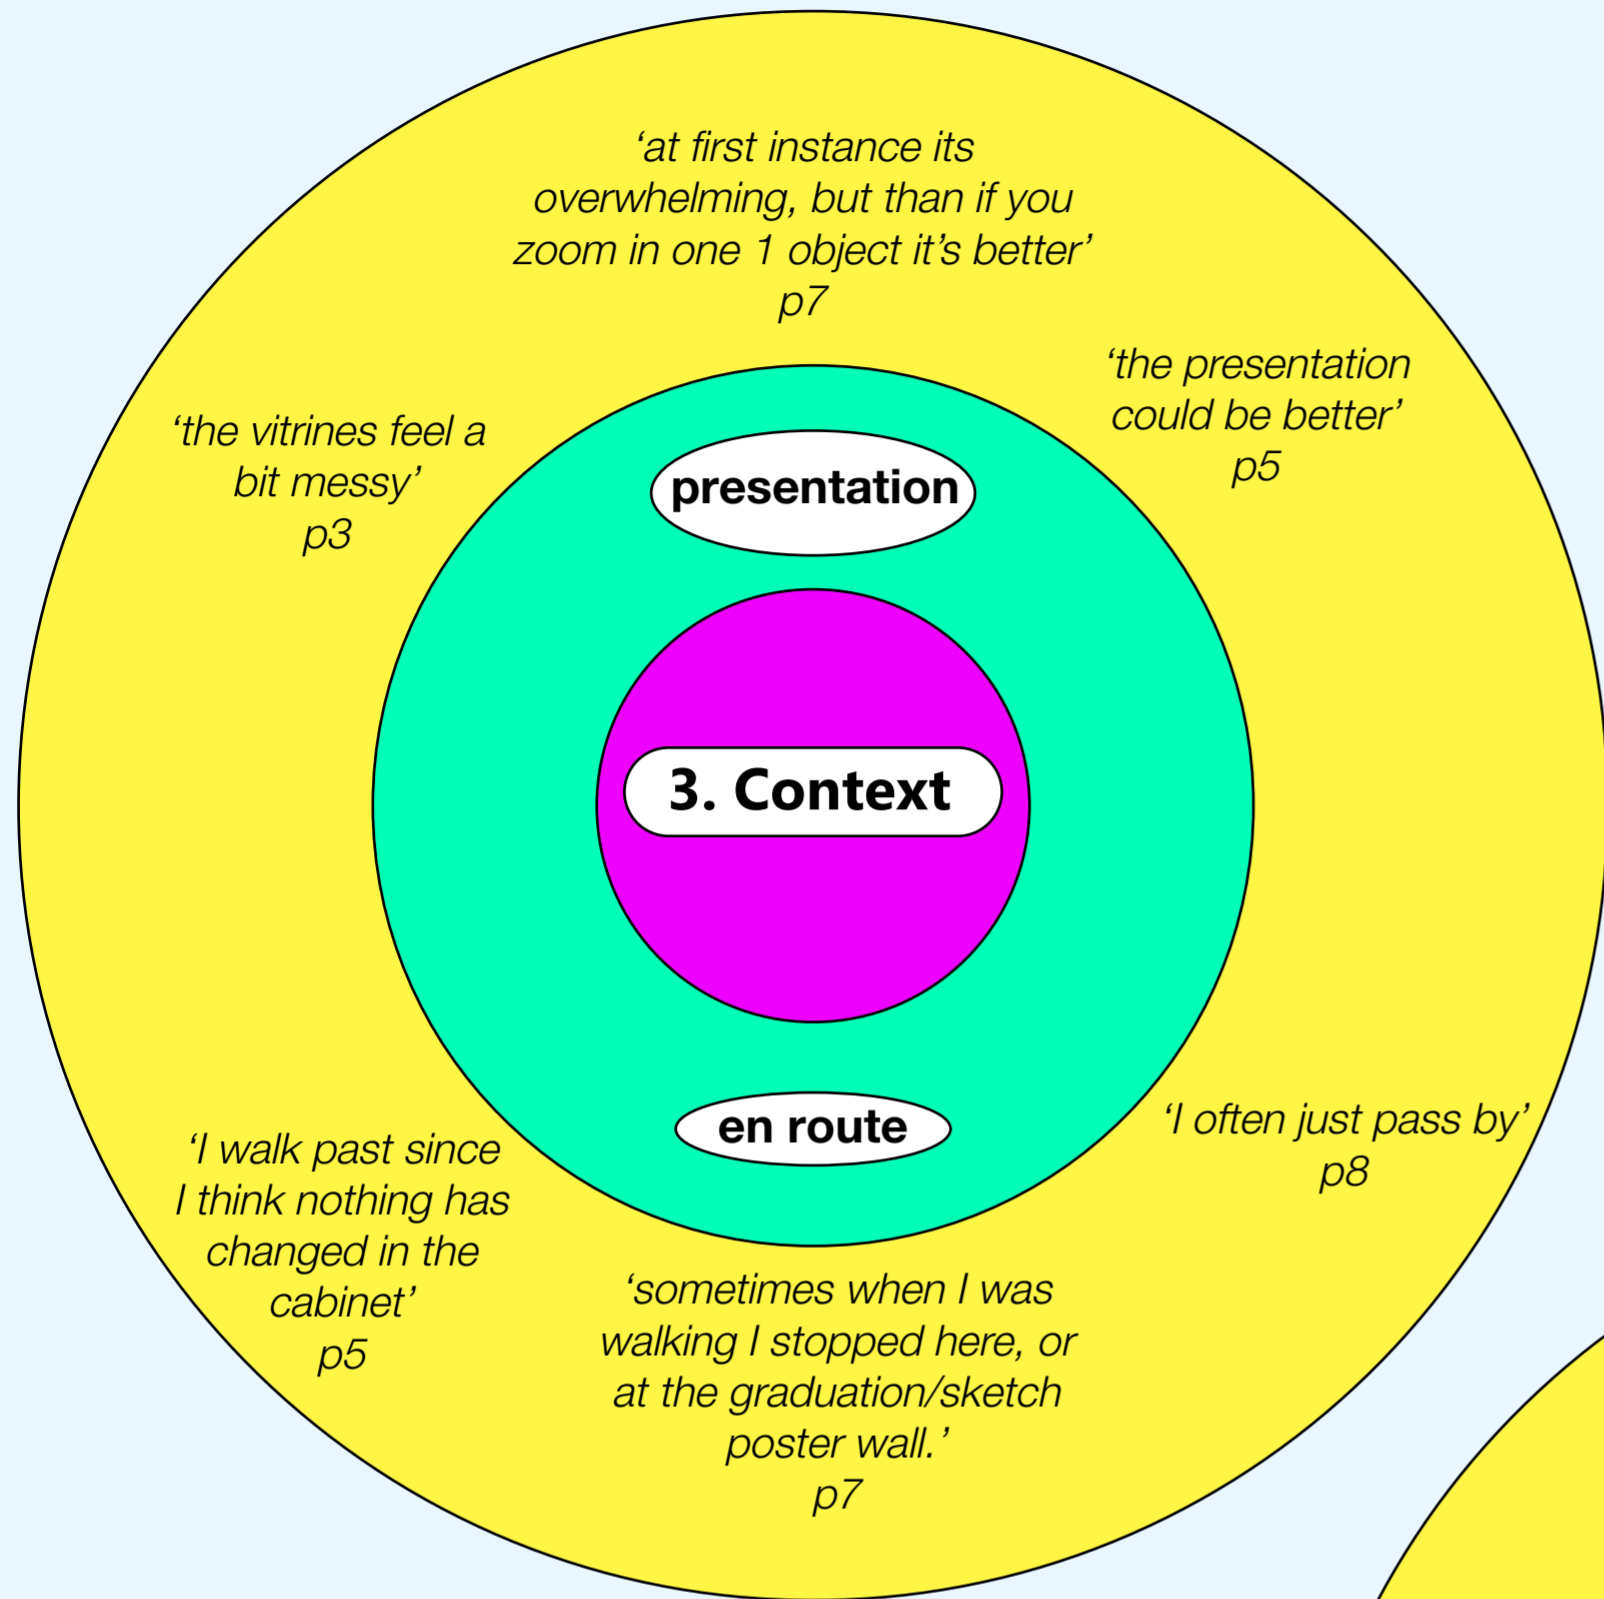 ‘at first instance its
overwhelming, but than if you
zoom in one 1 object it’s better’
p7
‘the presentation
could be better’
p5
‘the vitrines feel a
bit messy’
p3
presentation
3. Context
en route
‘I often just pass by’
p8
‘I walk past since
I think nothing has
changed in the
cabinet’
p5
‘sometimes when I was
walking I stopped here, or
at the graduation/sketch
poster wall.’
p7